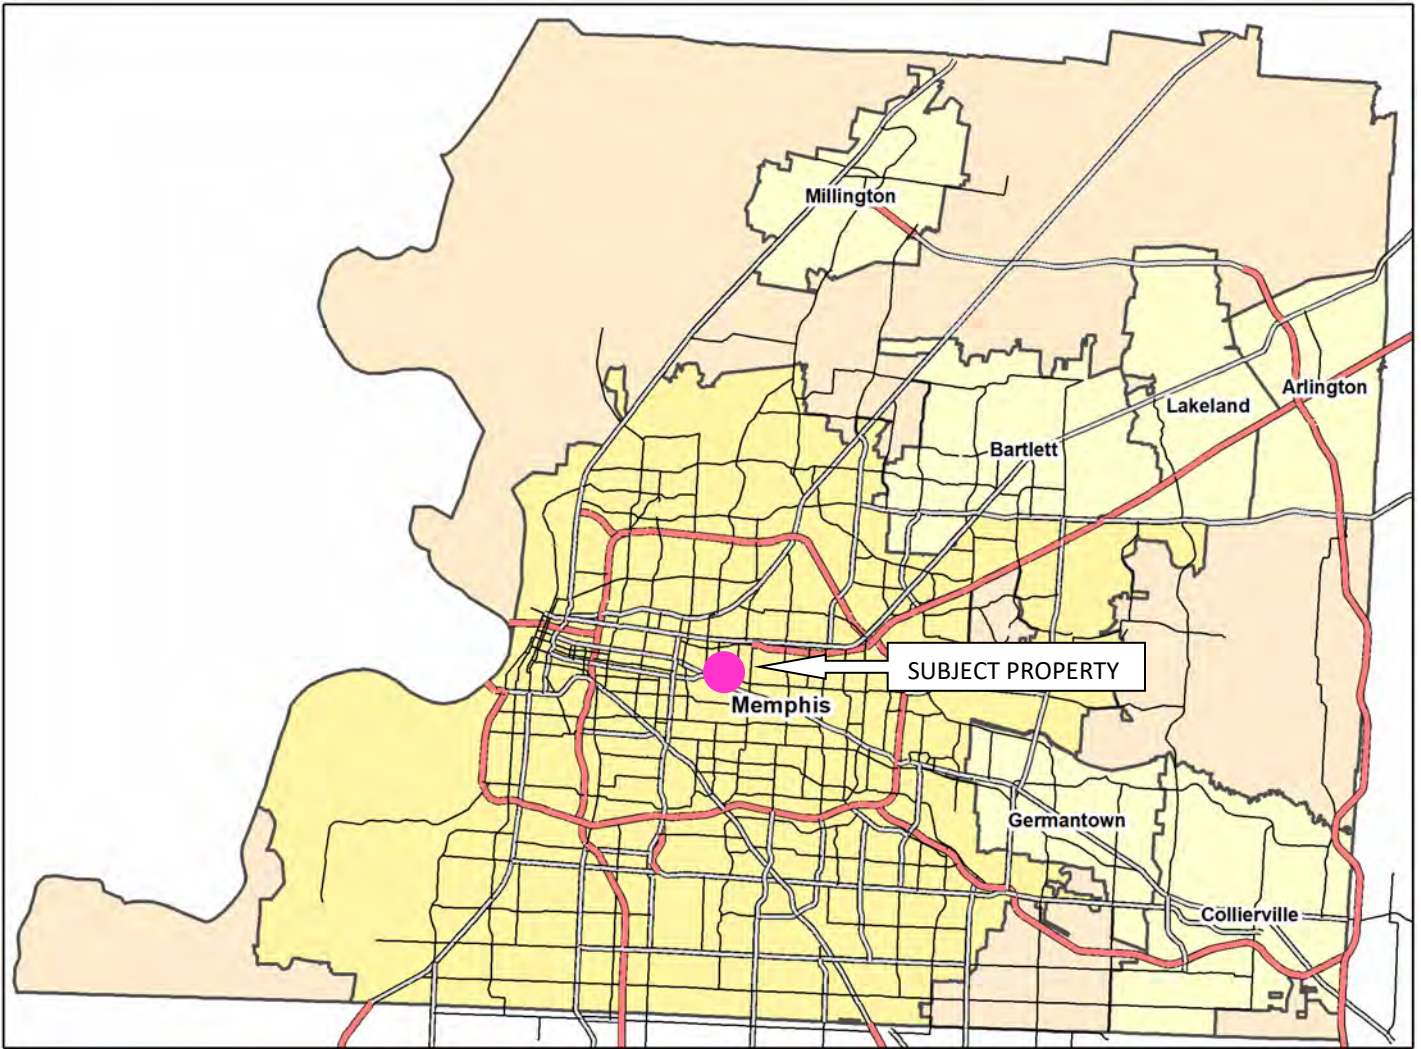 Millington
Arlington
Lakeland
Bartlett
SUBJECT PROPERTY
Memphis
Germantown
Collierville